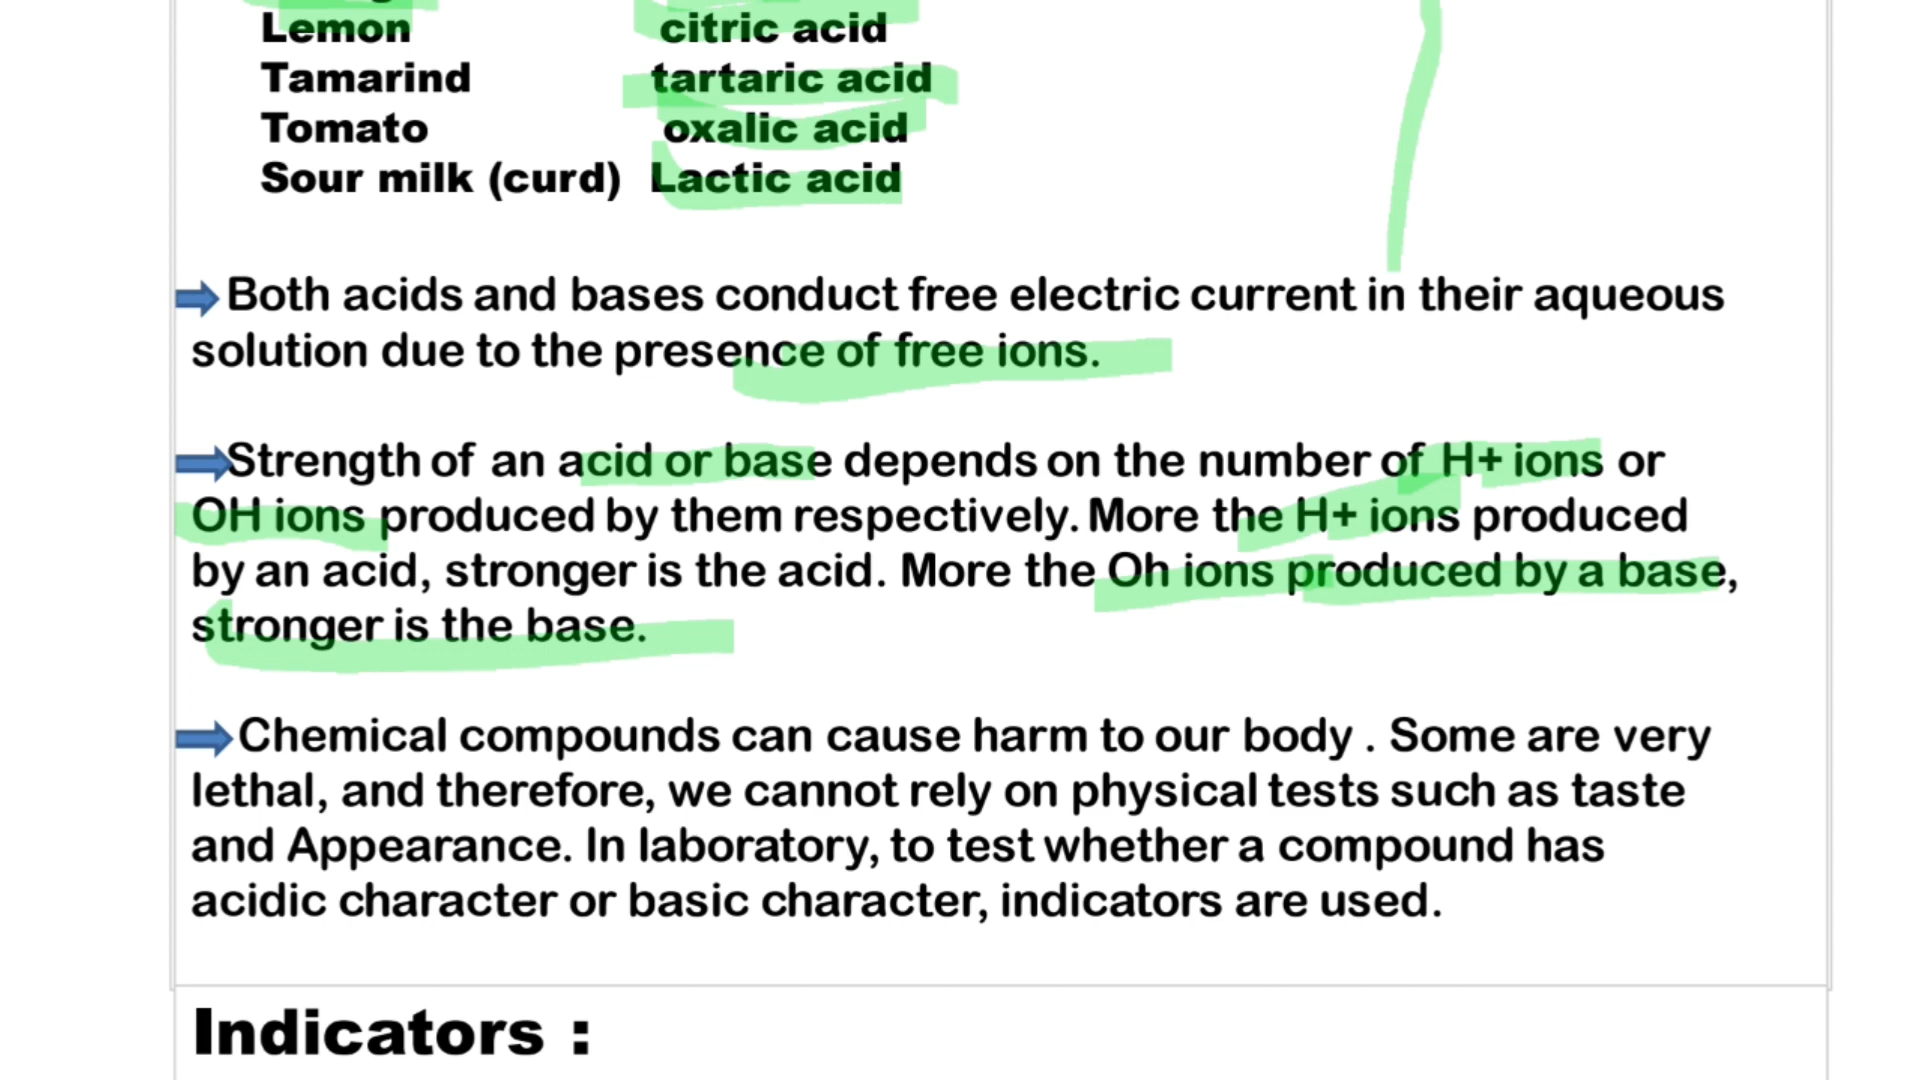 Lemon citric acid
Tamarind tartaric acid
Tomato oxalic acid
Sour milk (curd) Lactic acid
Both acids and bases conduct free electric current in their aqueous
solution due to the presence of free ions.
Strength of an acid or base depends on the number of H+ ions or
OH ions produced by them respectively. More the H+ ions produced
by an acid, stronger is the acid. More the Oh ions produced by a base,
stronger is the base.
Chemical compounds can cause harm to our body . Some are very
lethal, and therefore, we cannot rely on physical tests such as taste
and Appearance. In laboratory, to test whether a compound has
acidic character or basic character, indicators are used.
Indicators :